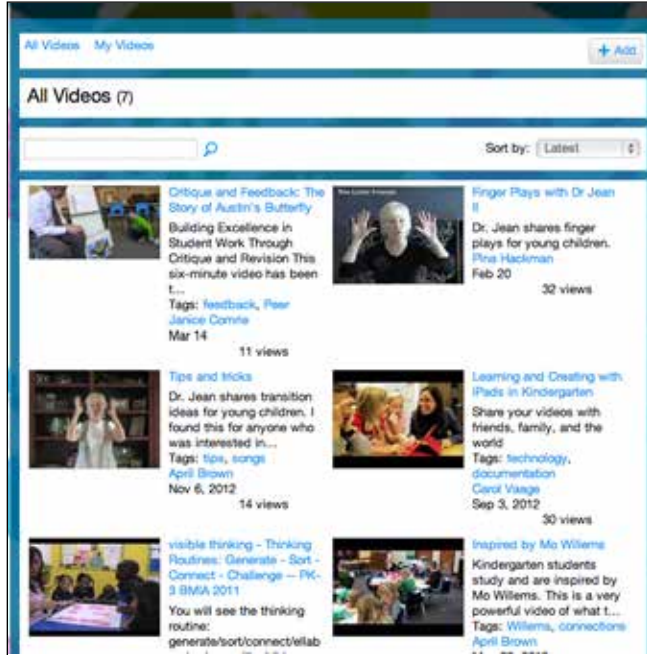 All Videos My Videos
+ Add
All Videos (7)
Sort by: Latest
Critique and Feedback: The
Story of Austin's Butterfly
Building Excellence in
Student Work Through
Critique and Revision This
six-minute video has been
t...
Tags: feedback, Peer
Janice Comrie
Mar 14
11 views
Finger Plays with Dr Jean
II
Dr. Jean shares finger
plays for young children.
Pina Hackman
Feb 20
32 views
Tips and tricks
Dr. Jean shares transition
ideas for young children. I
found this for anyone who
was interested in...
Tags: tips, songs
April Brown
Nov 6, 2012
14 views
Learning and Creating with
iPads in Kindergarten
Share your videos with
friends, family, and the
world
Tags: technology,
documentation
Carol Vaage
Sep 3, 2012
30 views
visible thinking - Thinking
Routines: Generate - Sort -
Connect - Challenge -- PK-
3 BMIA 2011
You will see the thinking
routine:
generate/sort/connect/ellab
Inspired by Mo Willems
Kindergarten students
study and are inspired by
Mo Willems. This is a very
powerful video of what t...
Tags: Willems, connections
April Brown